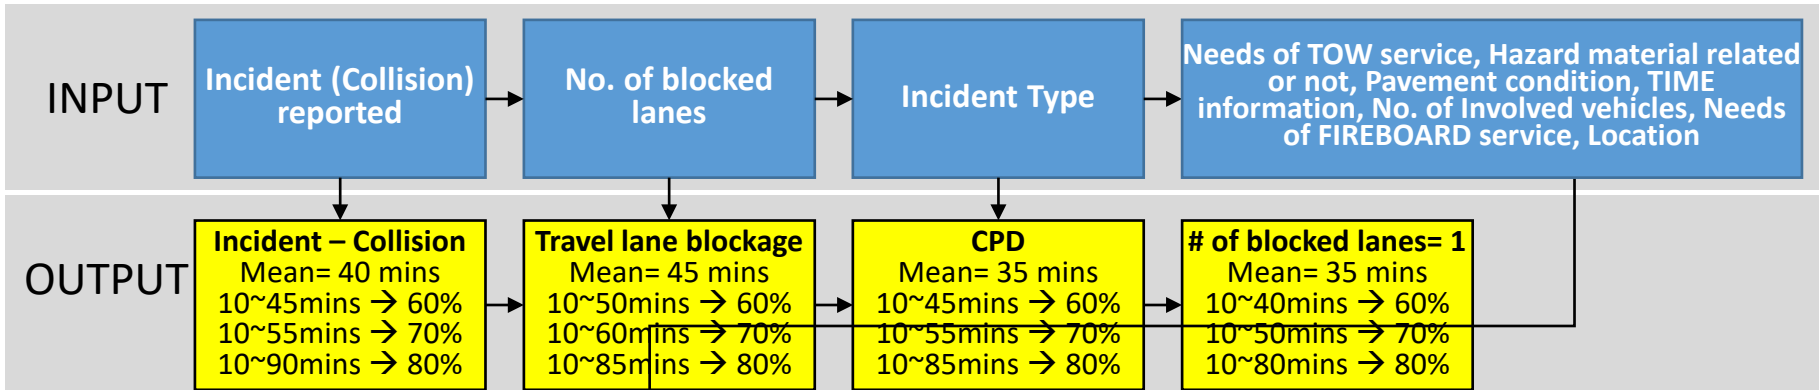 INPUT
Incident (Collision)
reported
No. of blocked
lanes
Incident Type
Needs of TOW service, Hazard material related
or not, Pavement condition, TIME
information, No. of Involved vehicles, Needs
of FIREBOARD service, Location
OUTPUT
Incident – Collision
Mean= 40 mins
10~45mins → 60%
10~55mins → 70%
10~90mins → 80%
Travel lane blockage
Mean= 45 mins
10~50mins → 60%
10~60mins → 70%
10~85mins → 80%
CPD
Mean= 35 mins
10~45mins → 60%
10~55mins → 70%
10~85mins → 80%
# of blocked lanes= 1
Mean= 35 mins
10~40mins → 60%
10~50mins → 70%
10~80mins → 80%